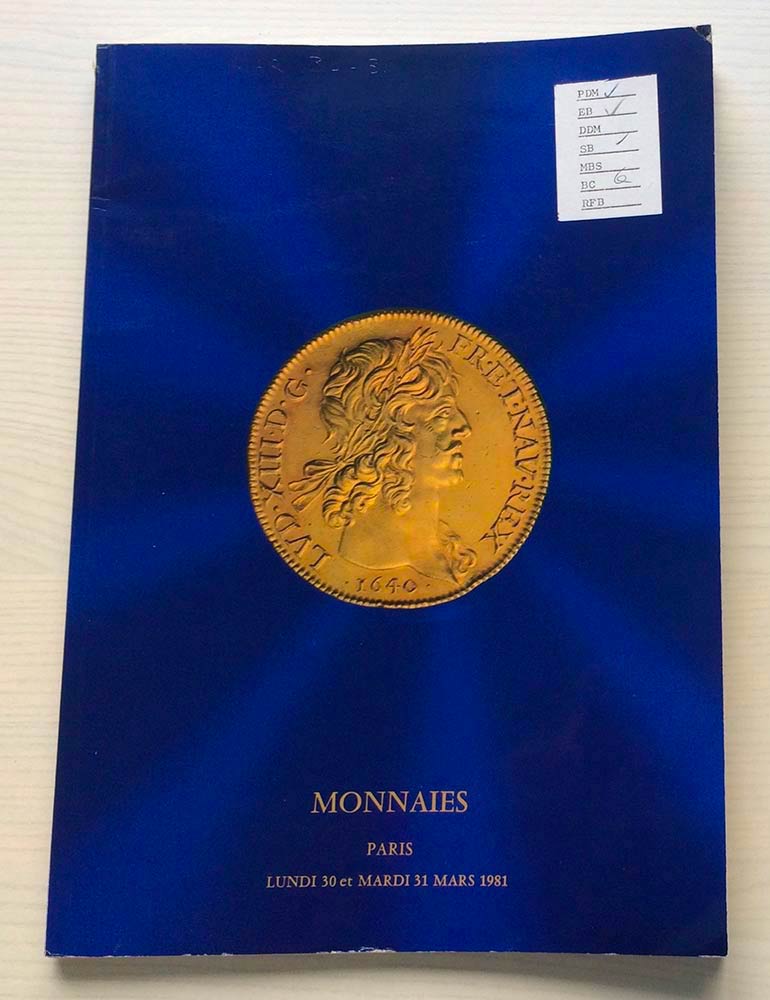 PDM ✓
EB ✓
DDM
SB
MBS
BC
RFB
LVD·XIII·D·G·
FR·ET·NAV·REX
·1640·
MONNAIES
PARIS
LUNDI 30 et MARDI 31 MARS 1981